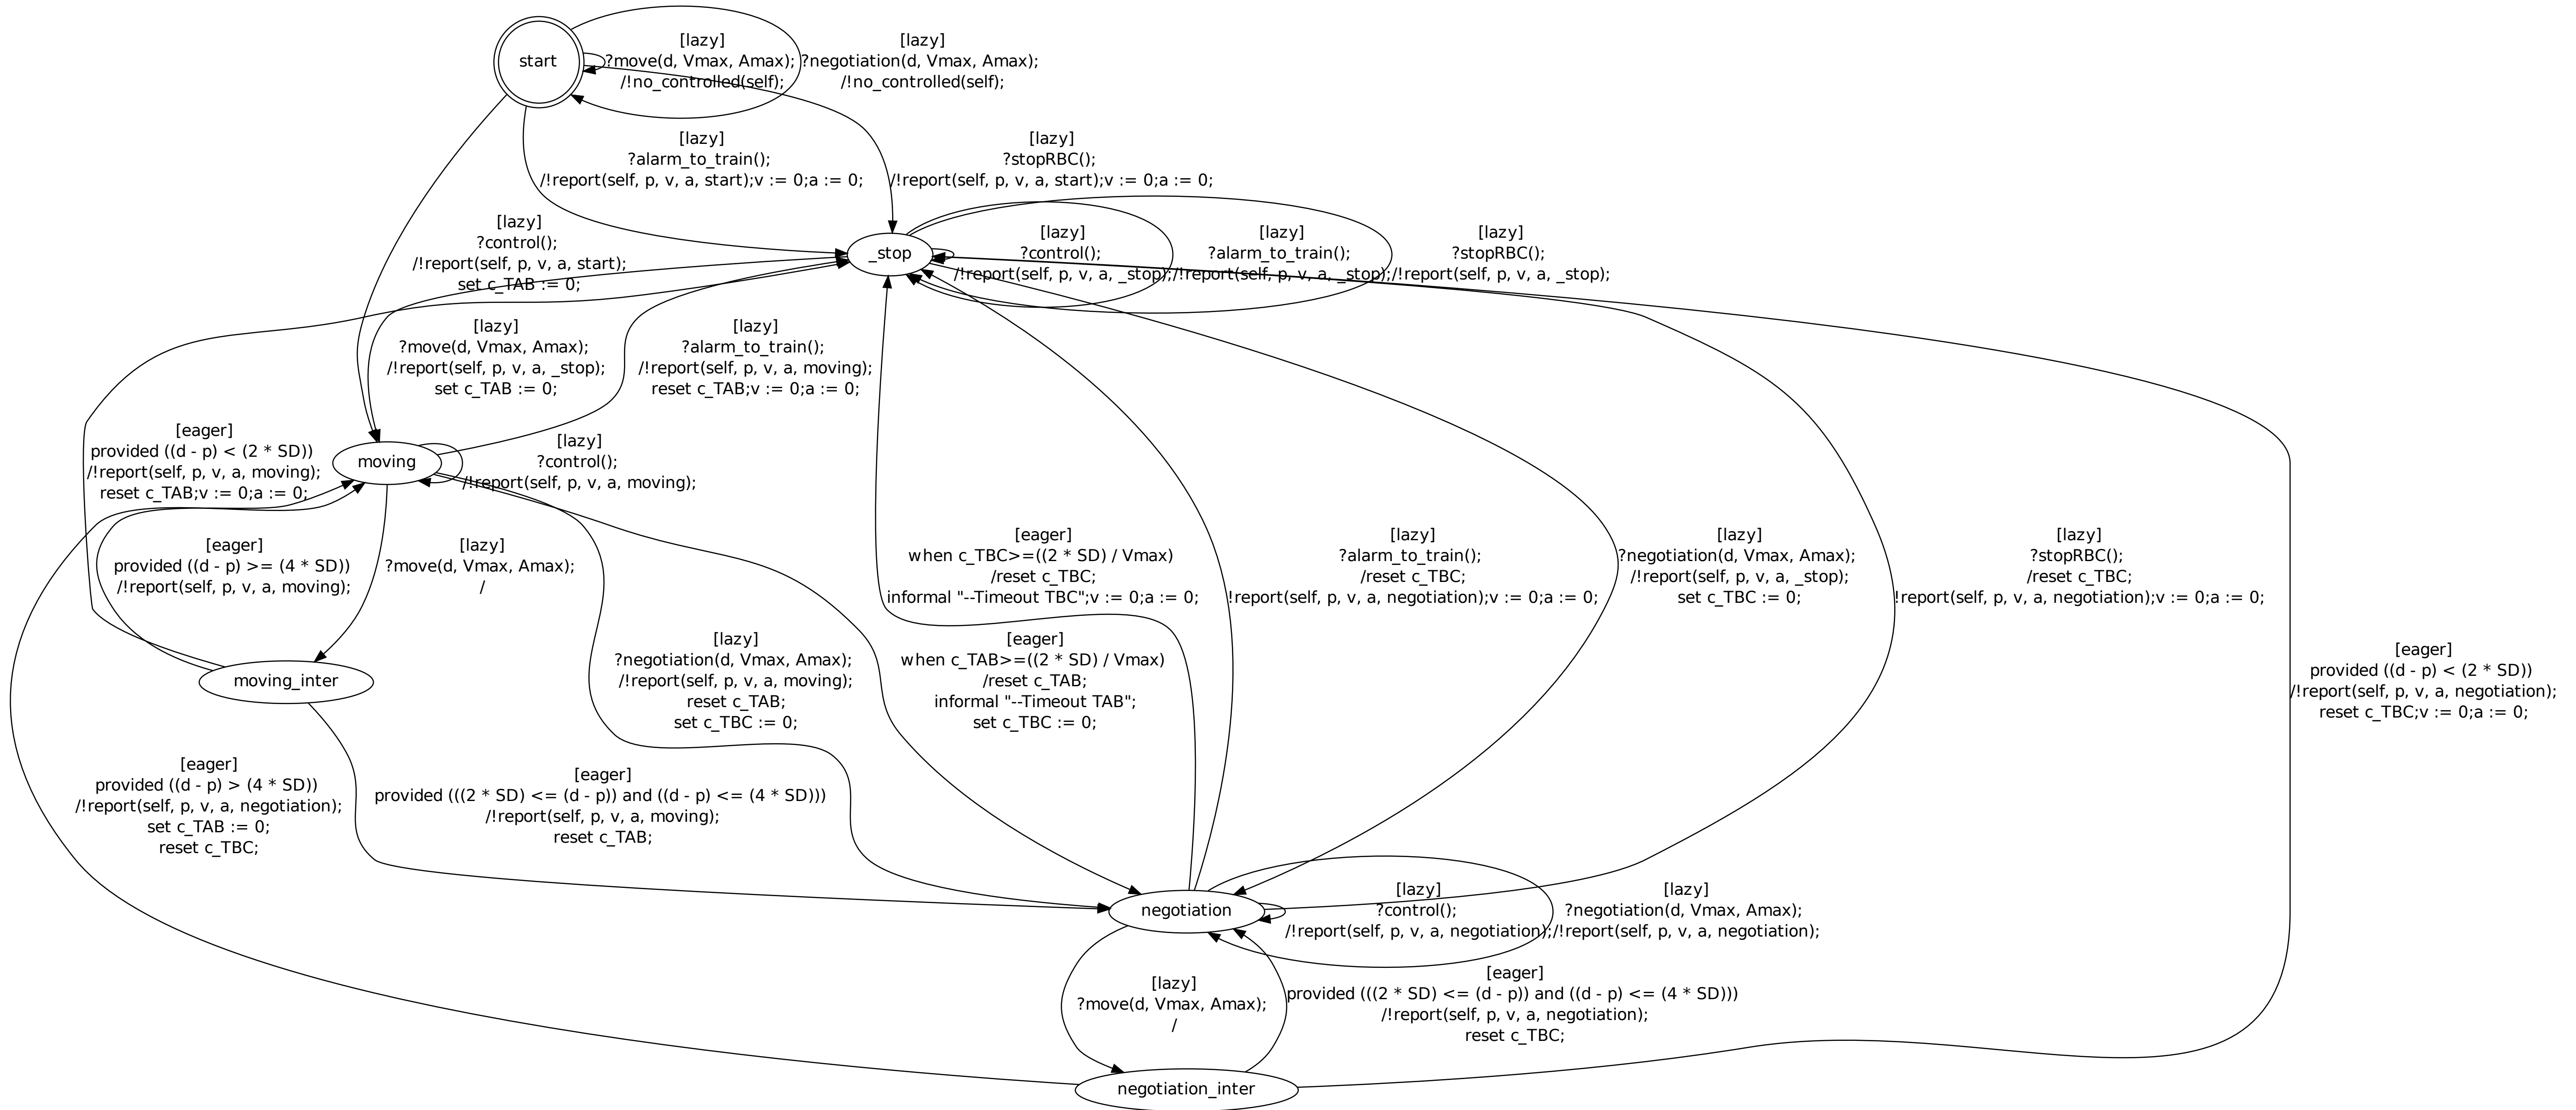 start
[lazy]
?move(d, Vmax, Amax);
/!no_controlled(self);
[lazy]
?negotiation(d, Vmax, Amax);
/!no_controlled(self);
[lazy]
?alarm_to_train();
/!report(self, p, v, a, start);v := 0;a := 0;
[lazy]
?stopRBC();
/!report(self, p, v, a, start);v := 0;a := 0;
[lazy]
?control();
/!report(self, p, v, a, start);
set c_TAB := 0;
_stop
[lazy]
?control();
/!report(self, p, v, a, _stop);
[lazy]
?alarm_to_train();
/!report(self, p, v, a, _stop);
[lazy]
?stopRBC();
/!report(self, p, v, a, _stop);
[lazy]
?move(d, Vmax, Amax);
/!report(self, p, v, a, _stop);
set c_TAB := 0;
[lazy]
?alarm_to_train();
/!report(self, p, v, a, moving);
reset c_TAB;v := 0;a := 0;
[eager]
provided ((d - p) < (2 * SD))
/!report(self, p, v, a, moving);
reset c_TAB;v := 0;a := 0;
moving
[lazy]
?control();
/!report(self, p, v, a, moving);
[eager]
provided ((d - p) >= (4 * SD))
/!report(self, p, v, a, moving);
[lazy]
?move(d, Vmax, Amax);
/
[eager]
when c_TBC>=((2 * SD) / Vmax)
/reset c_TBC;
informal "--Timeout TBC";v := 0;a := 0;
[lazy]
?alarm_to_train();
/reset c_TBC;
!report(self, p, v, a, negotiation);v := 0;a := 0;
[lazy]
?negotiation(d, Vmax, Amax);
/!report(self, p, v, a, _stop);
set c_TBC := 0;
[lazy]
?stopRBC();
/reset c_TBC;
!report(self, p, v, a, negotiation);v := 0;a := 0;
moving_inter
[lazy]
?negotiation(d, Vmax, Amax);
/!report(self, p, v, a, moving);
reset c_TAB;
set c_TBC := 0;
[eager]
when c_TAB>=((2 * SD) / Vmax)
/reset c_TAB;
informal "--Timeout TAB";
set c_TBC := 0;
[eager]
provided ((d - p) < (2 * SD))
/!report(self, p, v, a, negotiation);
reset c_TBC;v := 0;a := 0;
[eager]
provided ((d - p) > (4 * SD))
/!report(self, p, v, a, negotiation);
set c_TAB := 0;
reset c_TBC;
[eager]
provided (((2 * SD) <= (d - p)) and ((d - p) <= (4 * SD)))
/!report(self, p, v, a, moving);
reset c_TAB;
negotiation
[lazy]
?control();
/!report(self, p, v, a, negotiation);
[lazy]
?negotiation(d, Vmax, Amax);
/!report(self, p, v, a, negotiation);
[lazy]
?move(d, Vmax, Amax);
/
[eager]
provided (((2 * SD) <= (d - p)) and ((d - p) <= (4 * SD)))
/!report(self, p, v, a, negotiation);
reset c_TBC;
negotiation_inter